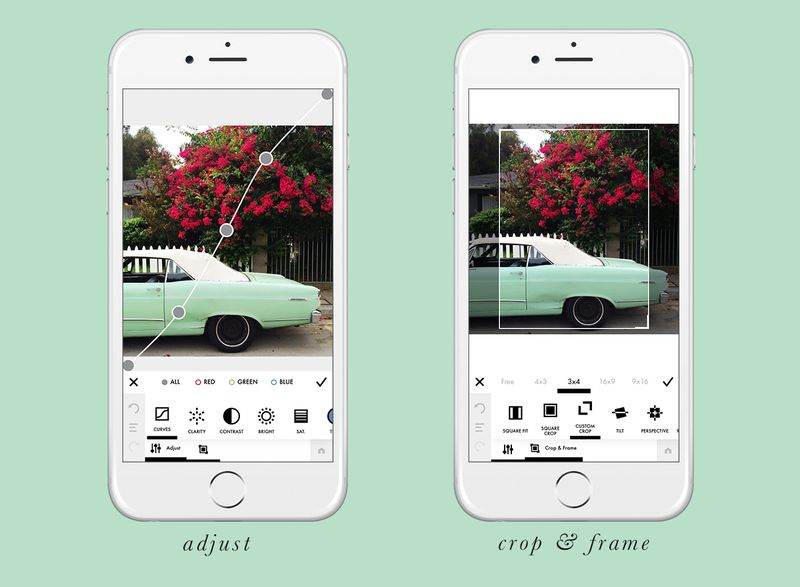 ALL RED GREEN BLUE
CURVES CLARITY CONTRAST BRIGHT SAT.
Adjust
Free 4x3 3x4 16x9 9x16
SQUARE FIT SQUARE CROP CUSTOM CROP TILT PERSPECTIVE
Crop & Frame
adjust
crop & frame